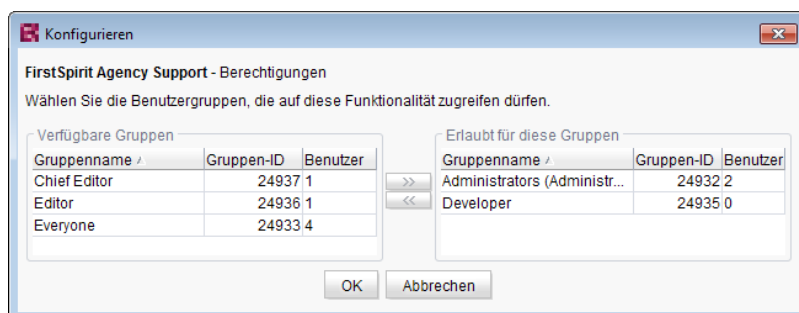 Konfigurieren
FirstSpirit Agency Support - Berechtigungen
Wählen Sie die Benutzergruppen, die auf diese Funktionalität zugreifen dürfen.
Verfügbare Gruppen
Gruppenname Gruppen-ID Benutzer
Chief Editor 24937 1
Editor 24936 1
Everyone 24933 4
>>
<<
Erlaubt für diese Gruppen
Gruppenname Gruppen-ID Benutzer
Administrators (Administr... 24932 2
Developer 24935 0
OK Abbrechen